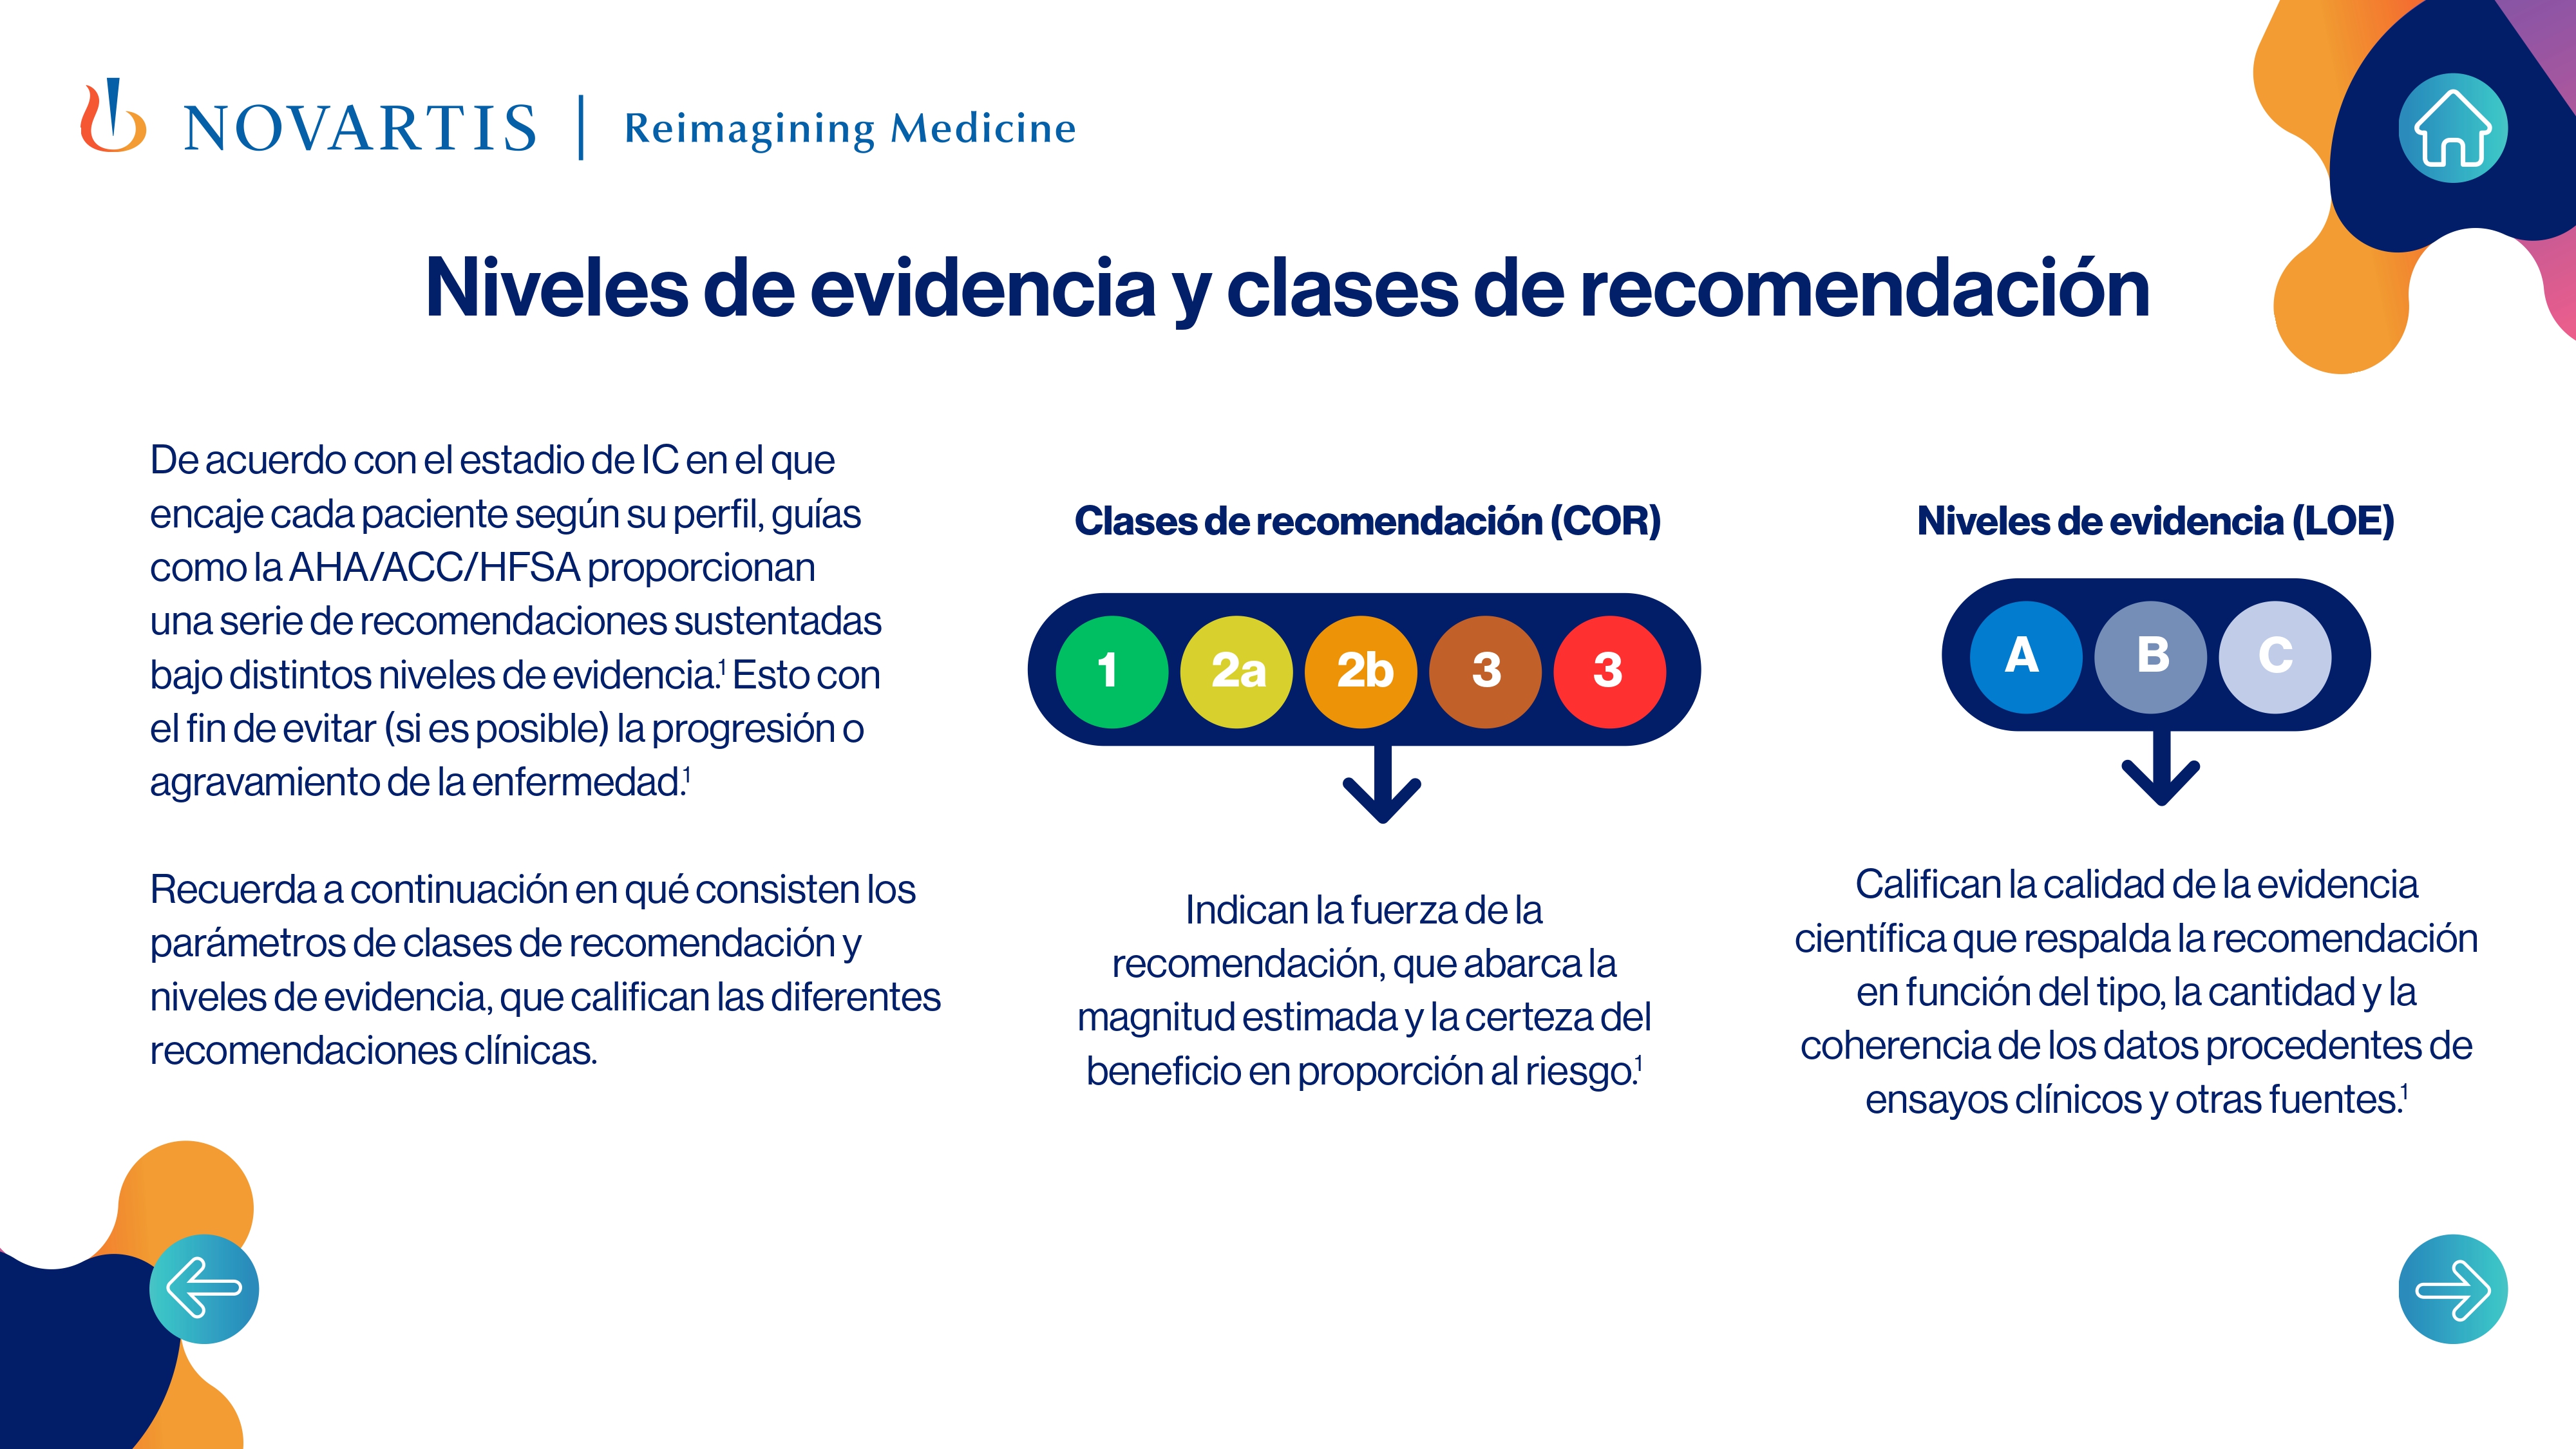 NOVARTIS | Reimagining Medicine
Niveles de evidencia y clases de recomendación
De acuerdo con el estadio de IC en el que
encaje cada paciente según su perfil, guías
como la AHA/ACC/HFSA proporcionan
una serie de recomendaciones sustentadas
bajo distintos niveles de evidencia.¹ Esto con
el fin de evitar (si es posible) la progresión o
agravamiento de la enfermedad.¹
Recuerda a continuación en qué consisten los
parámetros de clases de recomendación y
niveles de evidencia, que califican las diferentes
recomendaciones clínicas.
Clases de recomendación (COR)
1 2a 2b 3 3
Indican la fuerza de la
recomendación, que abarca la
magnitud estimada y la certeza del
beneficio en proporción al riesgo.¹
Niveles de evidencia (LOE)
A B C
Califican la calidad de la evidencia
científica que respalda la recomendación
en función del tipo, la cantidad y la
coherencia de los datos procedentes de
ensayos clínicos y otras fuentes.¹